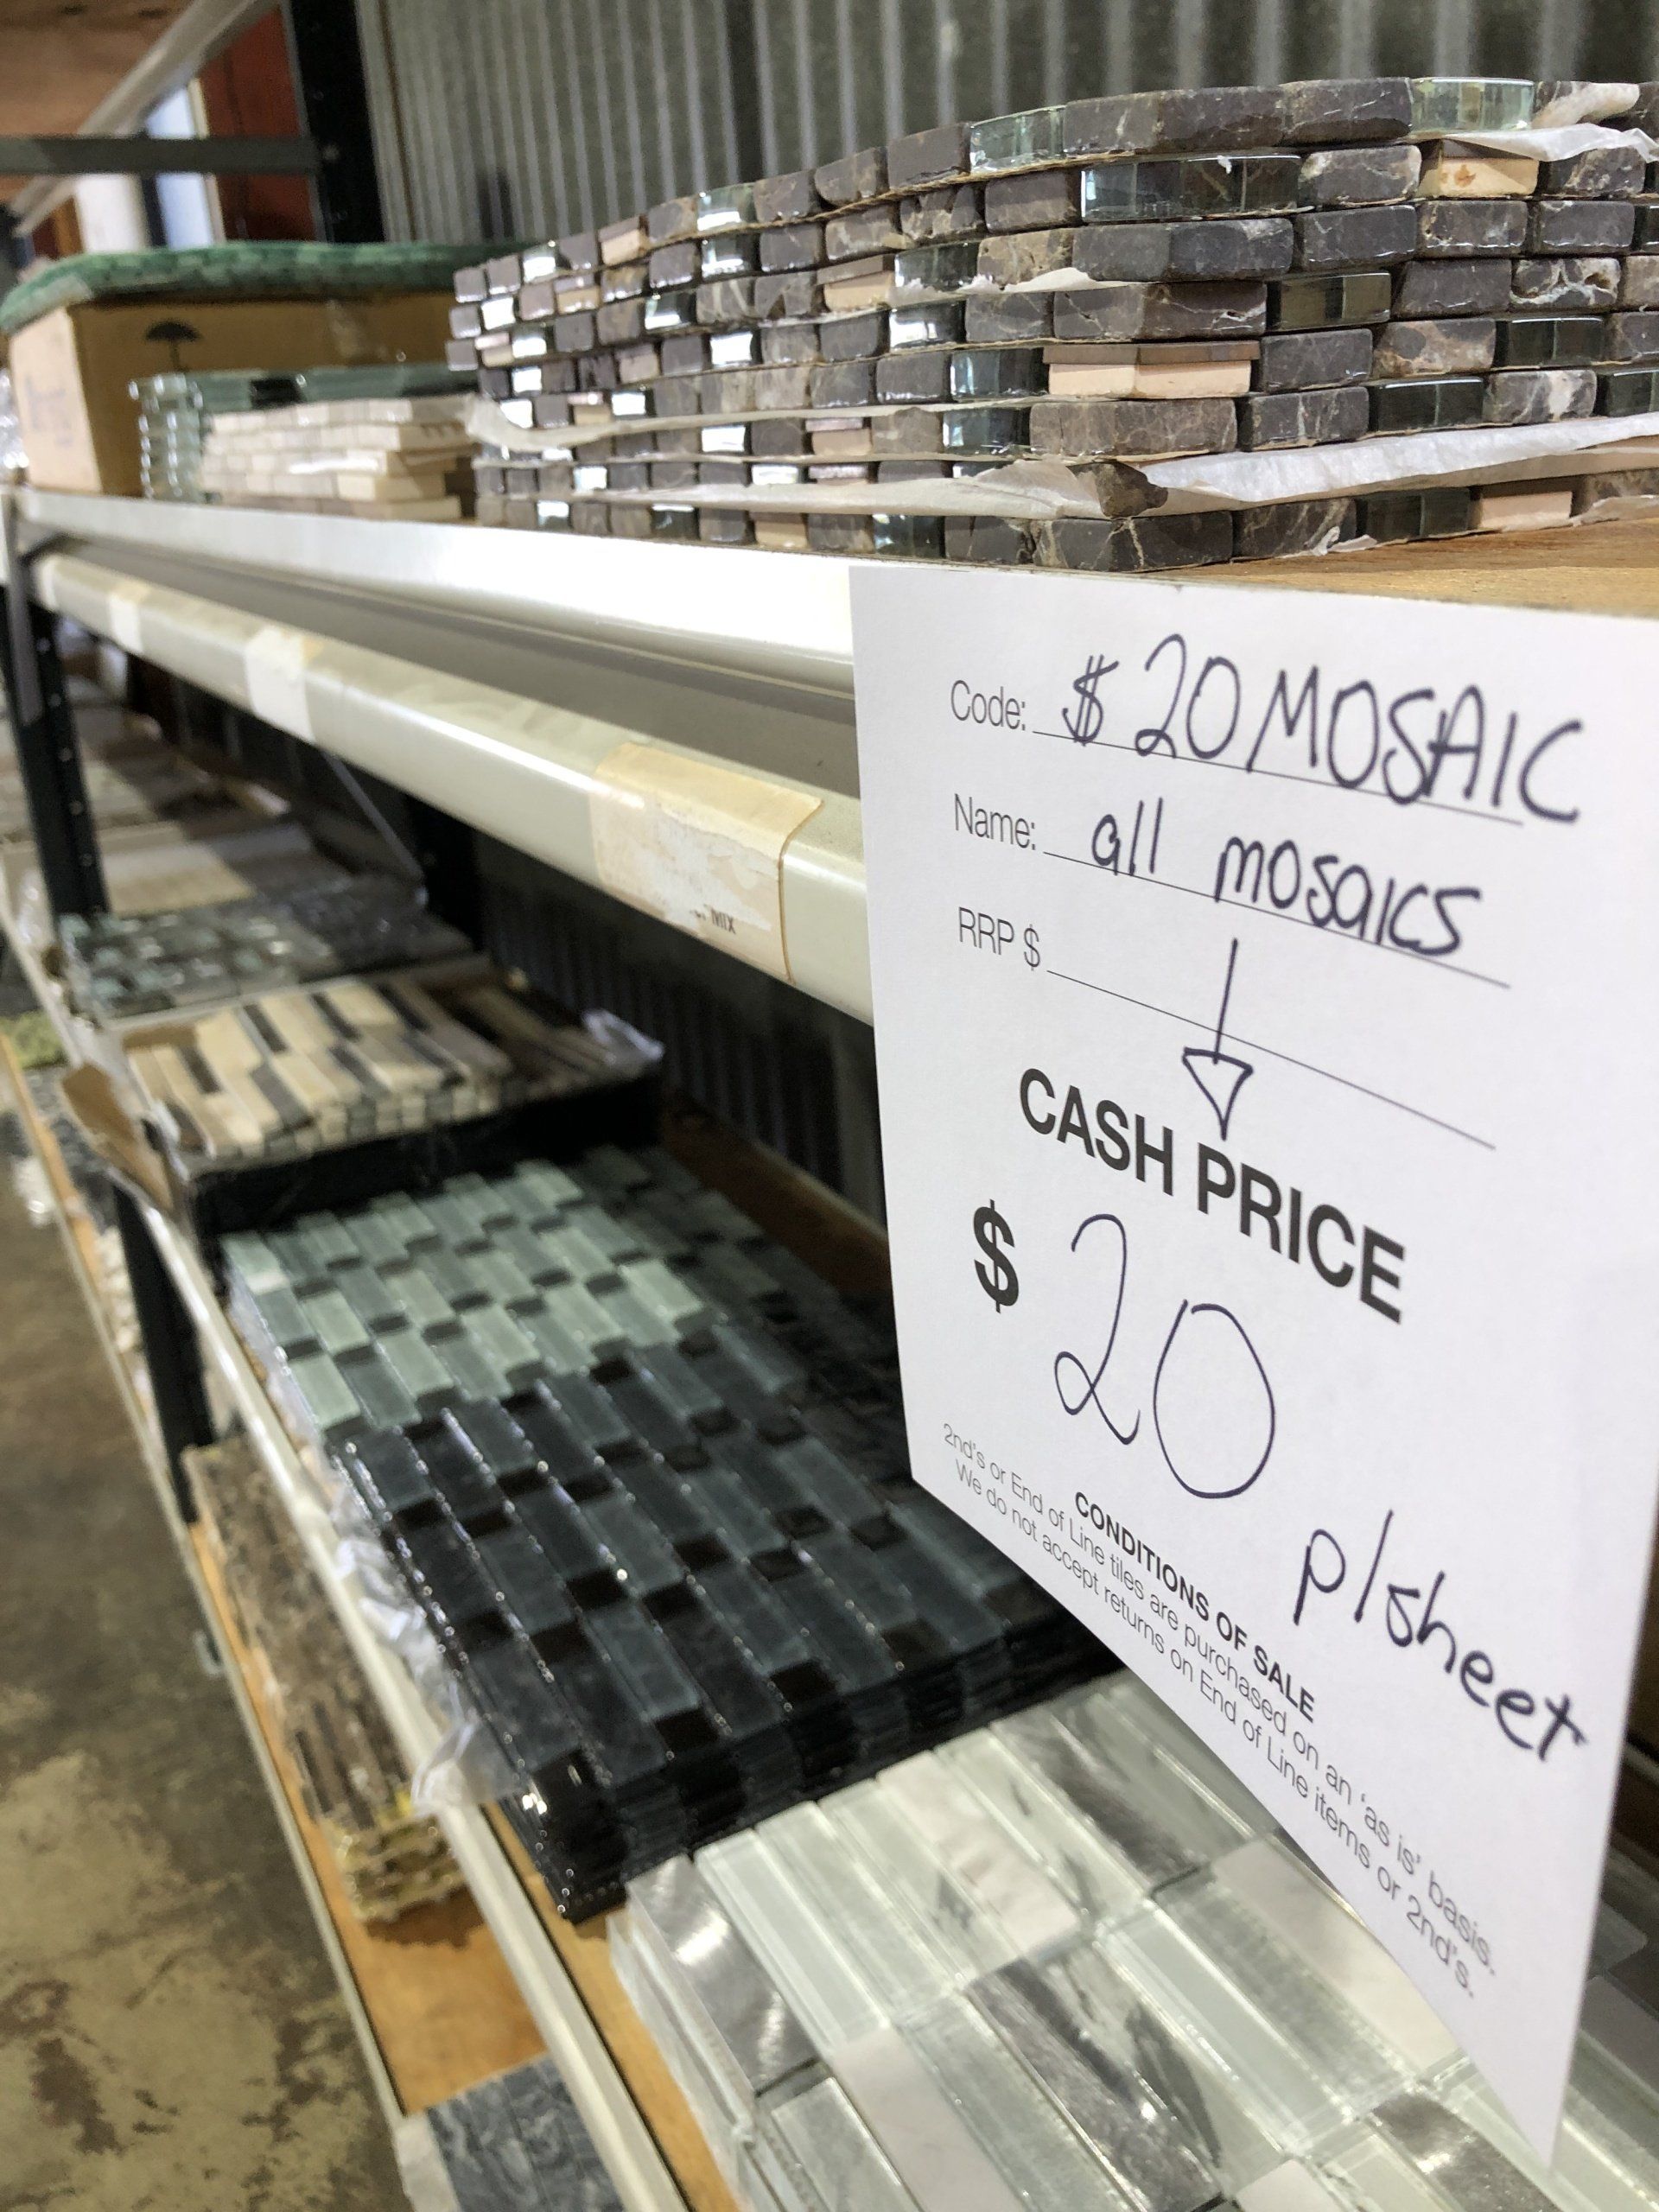 Code: $20 MOSAIC
Name: all mosaics
RRP $
CASH PRICE
$ 20 p/sheet
CONDITIONS OF SALE
2nd's or End of Line tiles are purchased on an 'as is' basis.
We do not accept returns on End of Line items or 2nd's.
MIX